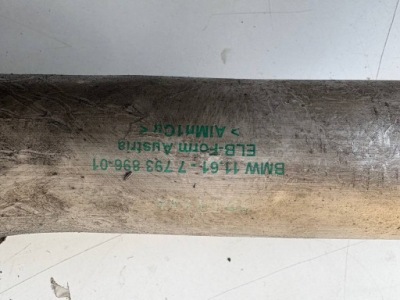 BMW 11.61 - 7 793 896-01
ELB-Form Austria
> AlMn1Cu <